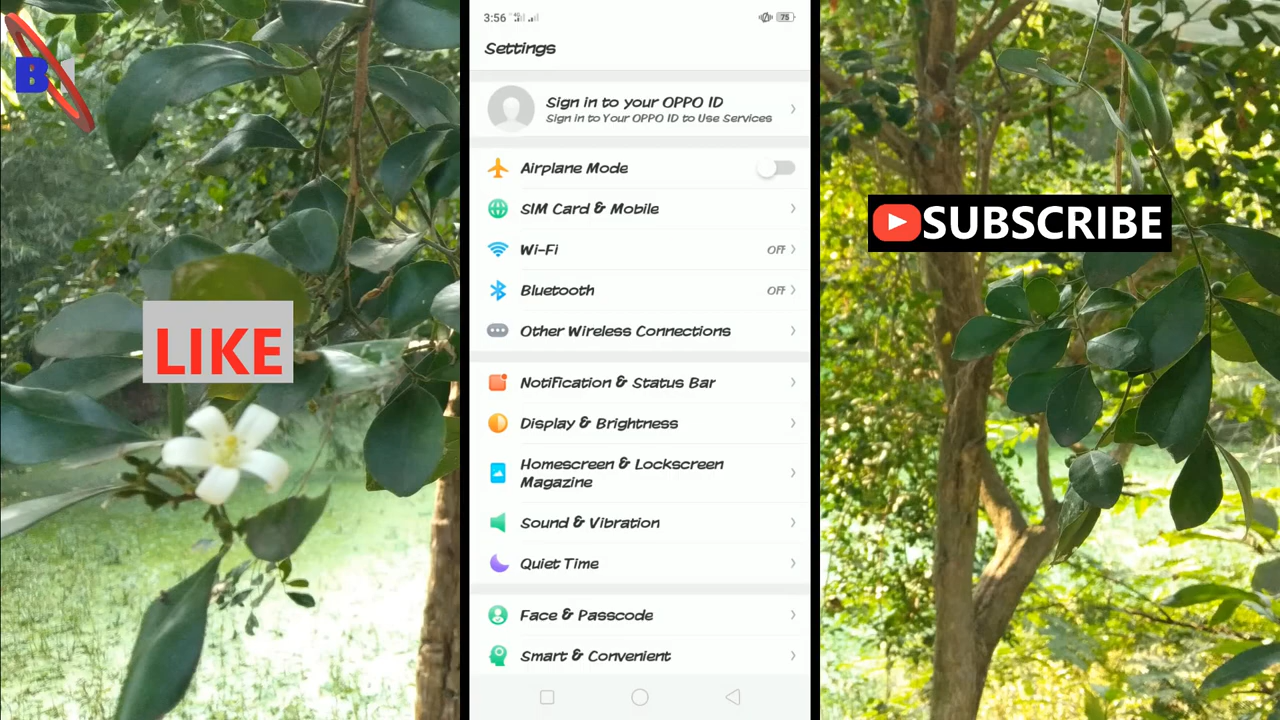 B
LIKE
3:56
75
Settings
Sign in to your OPPO ID
Sign in to Your OPPO ID to Use Services
Airplane Mode
SIM Card & Mobile
Wi-Fi
OFF
Bluetooth
OFF
Other Wireless Connections
Notification & Status Bar
Display & Brightness
Homescreen & Lockscreen
Magazine
Sound & Vibration
Quiet Time
Face & Passcode
Smart & Convenient
SUBSCRIBE